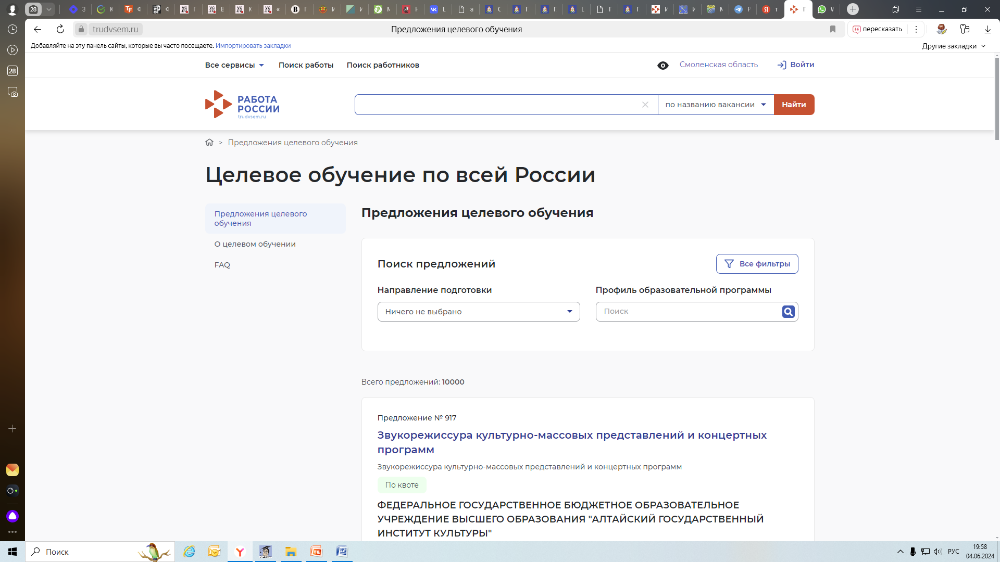 28
trudvsem.ru
Предложения целевого обучения
пересказать
Добавляйте на эту панель сайты, которые вы часто посещаете. Импортировать закладки
Другие закладки
28
Все сервисы
Поиск работы
Поиск работников
Смоленская область
Войти
РАБОТА
РОССИИ
trudvsem.ru
по названию вакансии
Найти
> Предложения целевого обучения
Целевое обучение по всей России
Предложения целевого
обучения
О целевом обучении
FAQ
Предложения целевого обучения
Поиск предложений
Все фильтры
Направление подготовки
Профиль образовательной программы
Ничего не выбрано
Поиск
Всего предложений: 10000
Предложение № 917
Звукорежиссура культурно-массовых представлений и концертных
программ
Звукорежиссура культурно-массовых представлений и концертных программ
По квоте
ФЕДЕРАЛЬНОЕ ГОСУДАРСТВЕННОЕ БЮДЖЕТНОЕ ОБРАЗОВАТЕЛЬНОЕ
УЧРЕЖДЕНИЕ ВЫСШЕГО ОБРАЗОВАНИЯ "АЛТАЙСКИЙ ГОСУДАРСТВЕННЫЙ
ИНСТИТУТ КУЛЬТУРЫ"
Поиск
РУС
19:58
04.06.2024